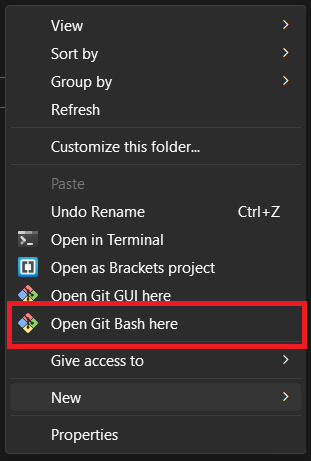 View
Sort by
Group by
Refresh
Customize this folder...
Paste
Undo Rename Ctrl+Z
Open in Terminal
Open as Brackets project
Open Git GUI here
Open Git Bash here
Give access to
New
Properties